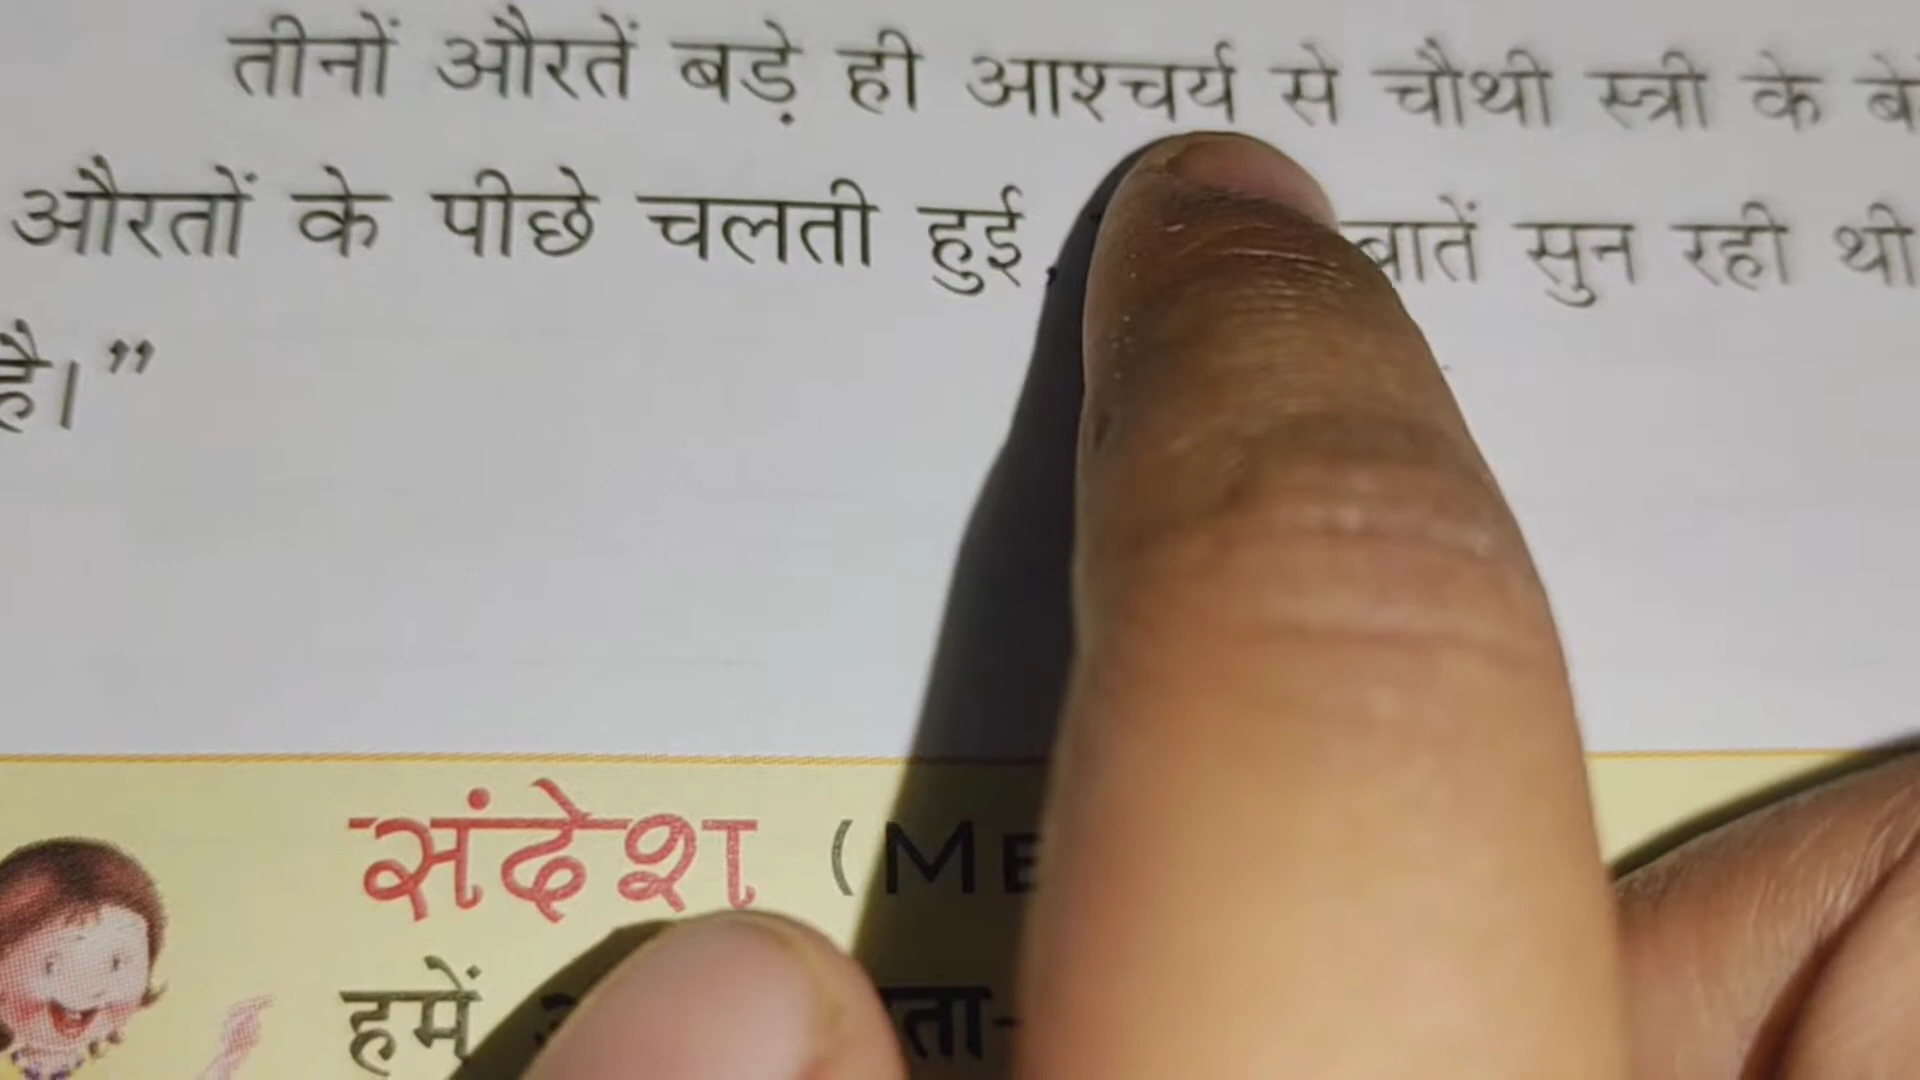 तीनों औरतें बड़े ही आश्चर्य से चौथी स्त्री के
औरतों के पीछे चलती हुई बातें सुन रही थी
है।”
संदेश (ME
हमें